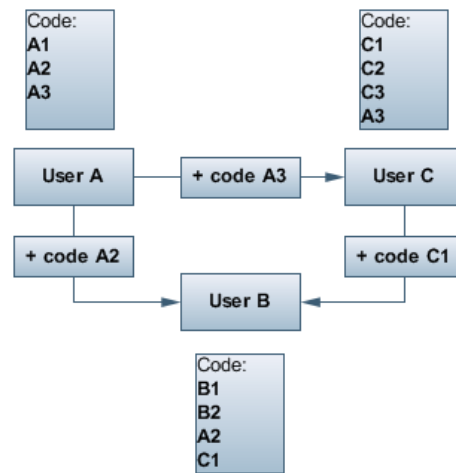 Code:
A1
A2
A3
Code:
C1
C2
C3
A3
User A
+ code A3
User C
+ code A2
+ code C1
User B
Code:
B1
B2
A2
C1